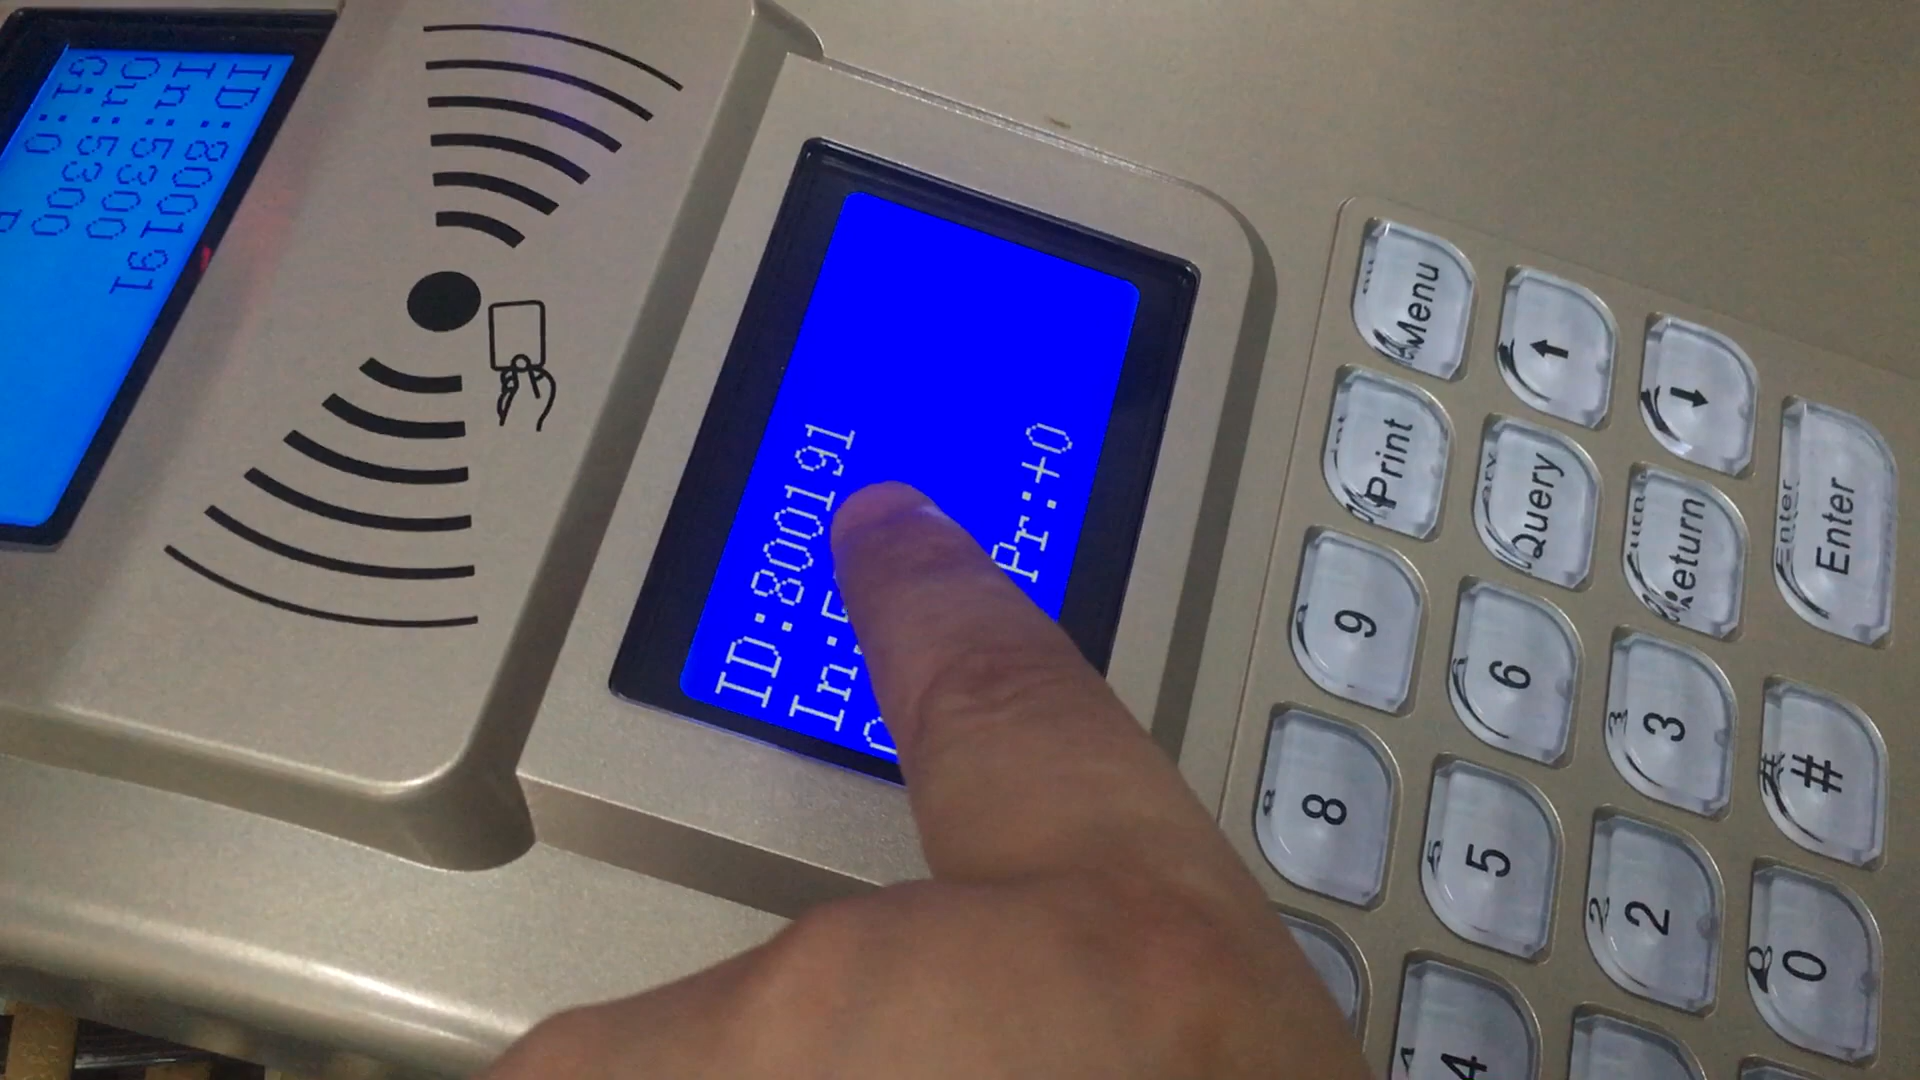 ID:800191
In:5300
Ou:5300
Gi:0
ID:800191
In:
Pr:+0
Menu
↑
↓
Enter
Print
Query
Return
9
6
3
#
8
5
2
0
4